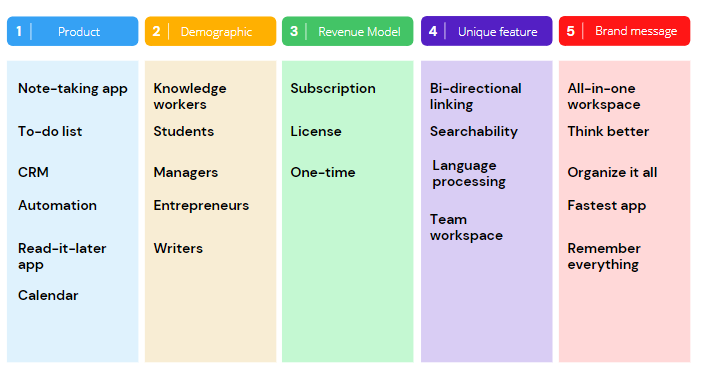 1 Product
2 Demographic
3 Revenue Model
4 Unique feature
5 Brand message
Note-taking app
To-do list
CRM
Automation
Read-it-later
app
Calendar
Knowledge
workers
Students
Managers
Entrepreneurs
Writers
Subscription
License
One-time
Bi-directional
linking
Searchability
Language
processing
Team
workspace
All-in-one
workspace
Think better
Organize it all
Fastest app
Remember
everything